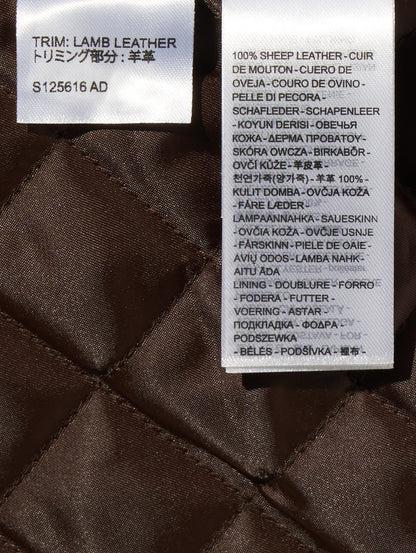 TRIM: LAMB LEATHER
トリミング部分：羊革
S125616 AD
100% SHEEP LEATHER - CUIR
DE MOUTON - CUERO DE
OVEJA - COURO DE OVINO -
PELLE DI PECORA -
SCHAFLEDER - SCHAPENLEER
- KOYUN DERISI - ОВЕЧЬЯ
КОЖА - ΔΕΡΜΑ ΠΡΟΒΑΤΟΥ -
SKÓRA OWCZA - BIRKABŐR -
OVČÍ KŮŽE - 羊皮革 -
천연가죽(양가죽) - 羊革 100% -
KULIT DOMBA - OVČJA KOŽA
- FÅRE LÆDER -
LAMPAANNAHKA - SAUESKINN
- OVČIA KOŽA - OVČJE USNJE
- FÅRSKINN - PIELE DE OAIE -
AVIŲ ODOS - LAMBA NAHK -
AITU ĀDA
LINING - DOUBLURE - FORRO
- FODERA - FUTTER -
VOERING - ASTAR -
ПОДКЛАДКА - ΦΟΔΡΑ -
PODSZEWKA
- BÉLÉS - PODŠÍVKA - 裡布 -